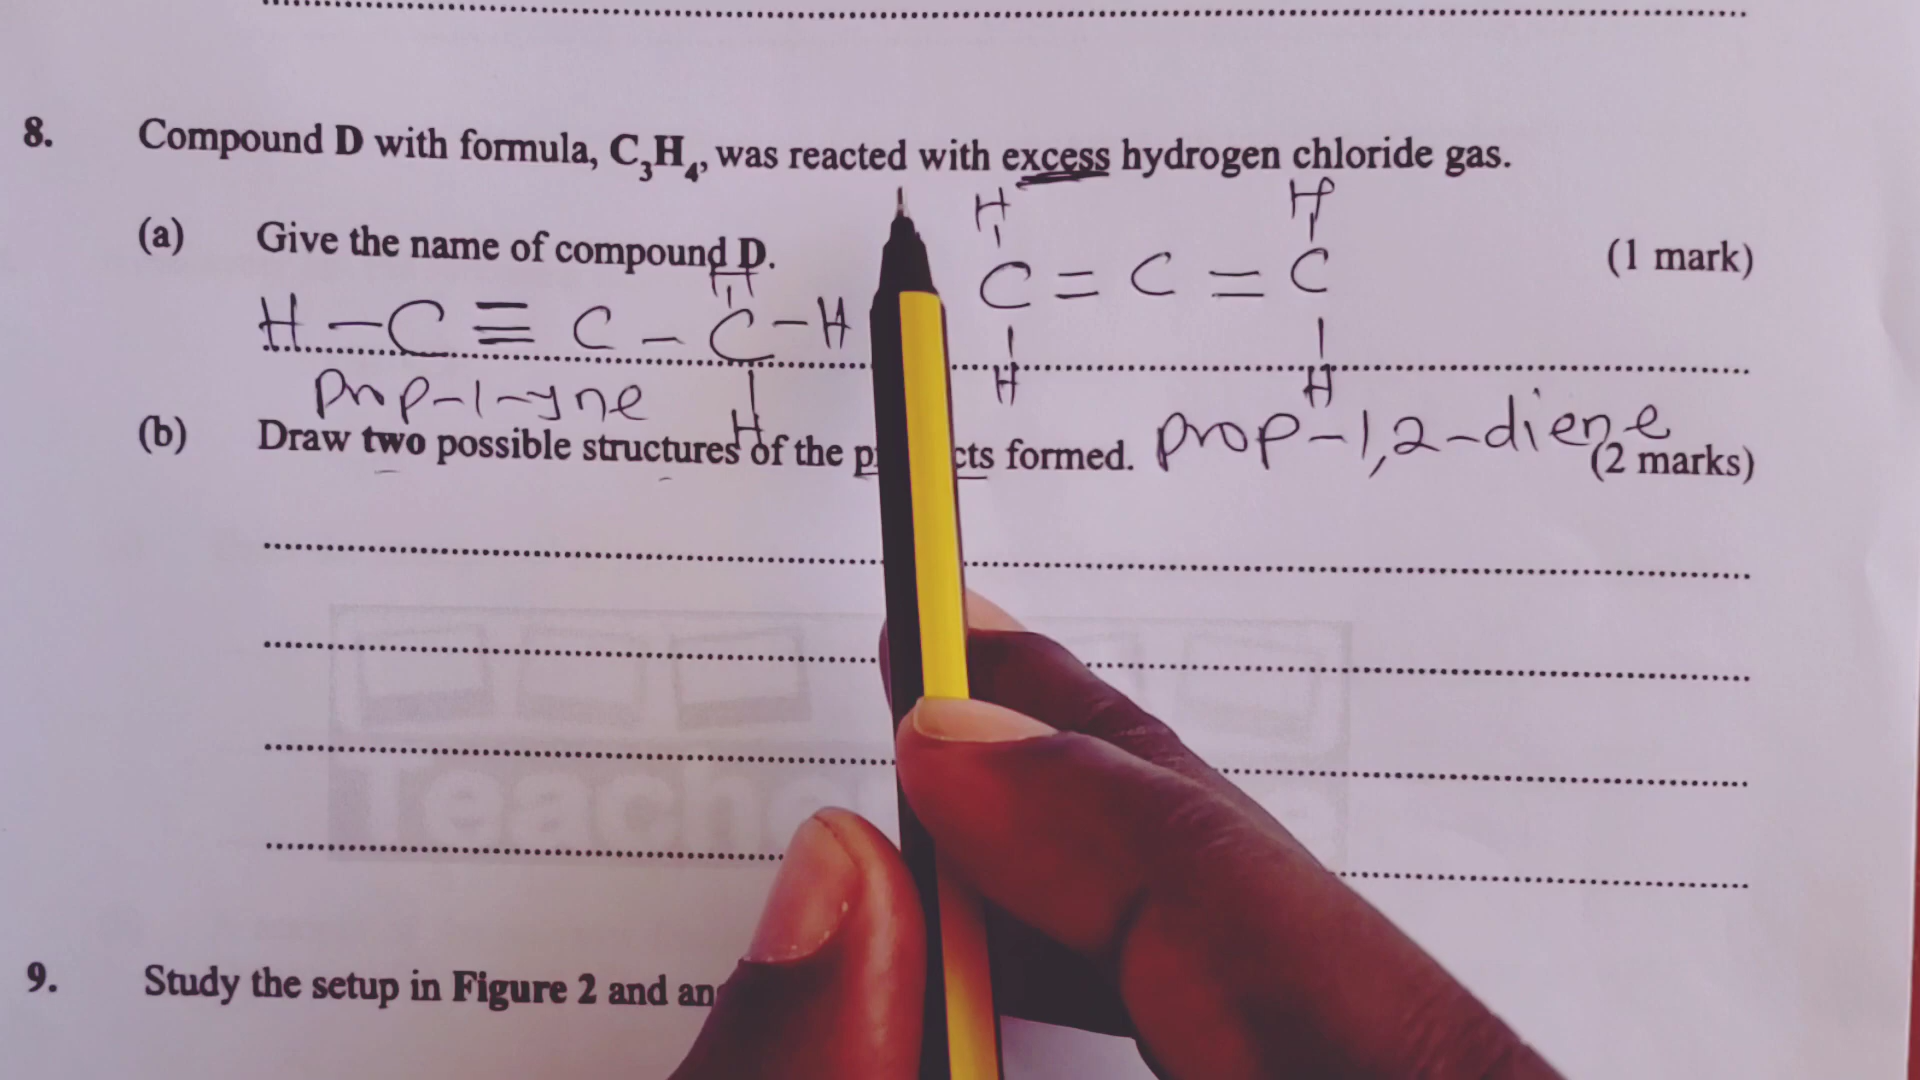 8. Compound D with formula, C₃H₄, was reacted with excess hydrogen chloride gas.
H H
(a) Give the name of compound D. (1 mark)
H
H - C ≡ C - C - H C = C = C
H H H
prop-1-yne prop-1,2-diene
(b) Draw two possible structures of the formed. (2 marks)
Teache
9. Study the setup in Figure 2 and